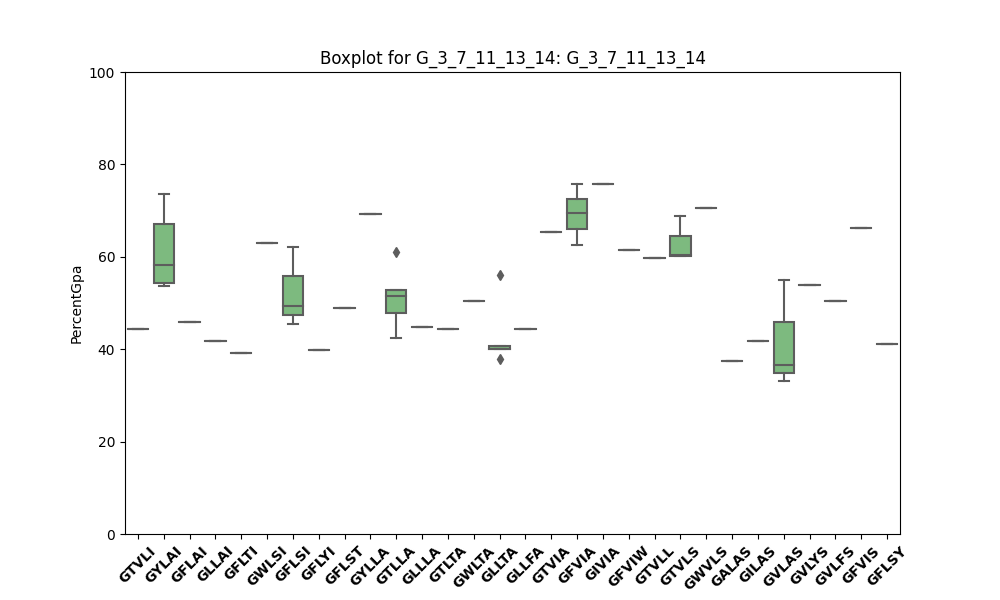 Boxplot for G_3_7_11_13_14: G_3_7_11_13_14
100
80
60
40
20
0
PercentGpa
GTVLI
GYLAI
GFLAI
GLLAI
GFLTI
GWLSI
GFLSI
GFLYI
GFLST
GYLLA
GTLLA
GLLLA
GTLTA
GWLTA
GLLTA
GLLFA
GTVIA
GFVIA
GIVIA
GFVIW
GTVLL
GTVLS
GWVLS
GALAS
GILAS
GVLAS
GVLYS
GVLFS
GFVIS
GFLSY